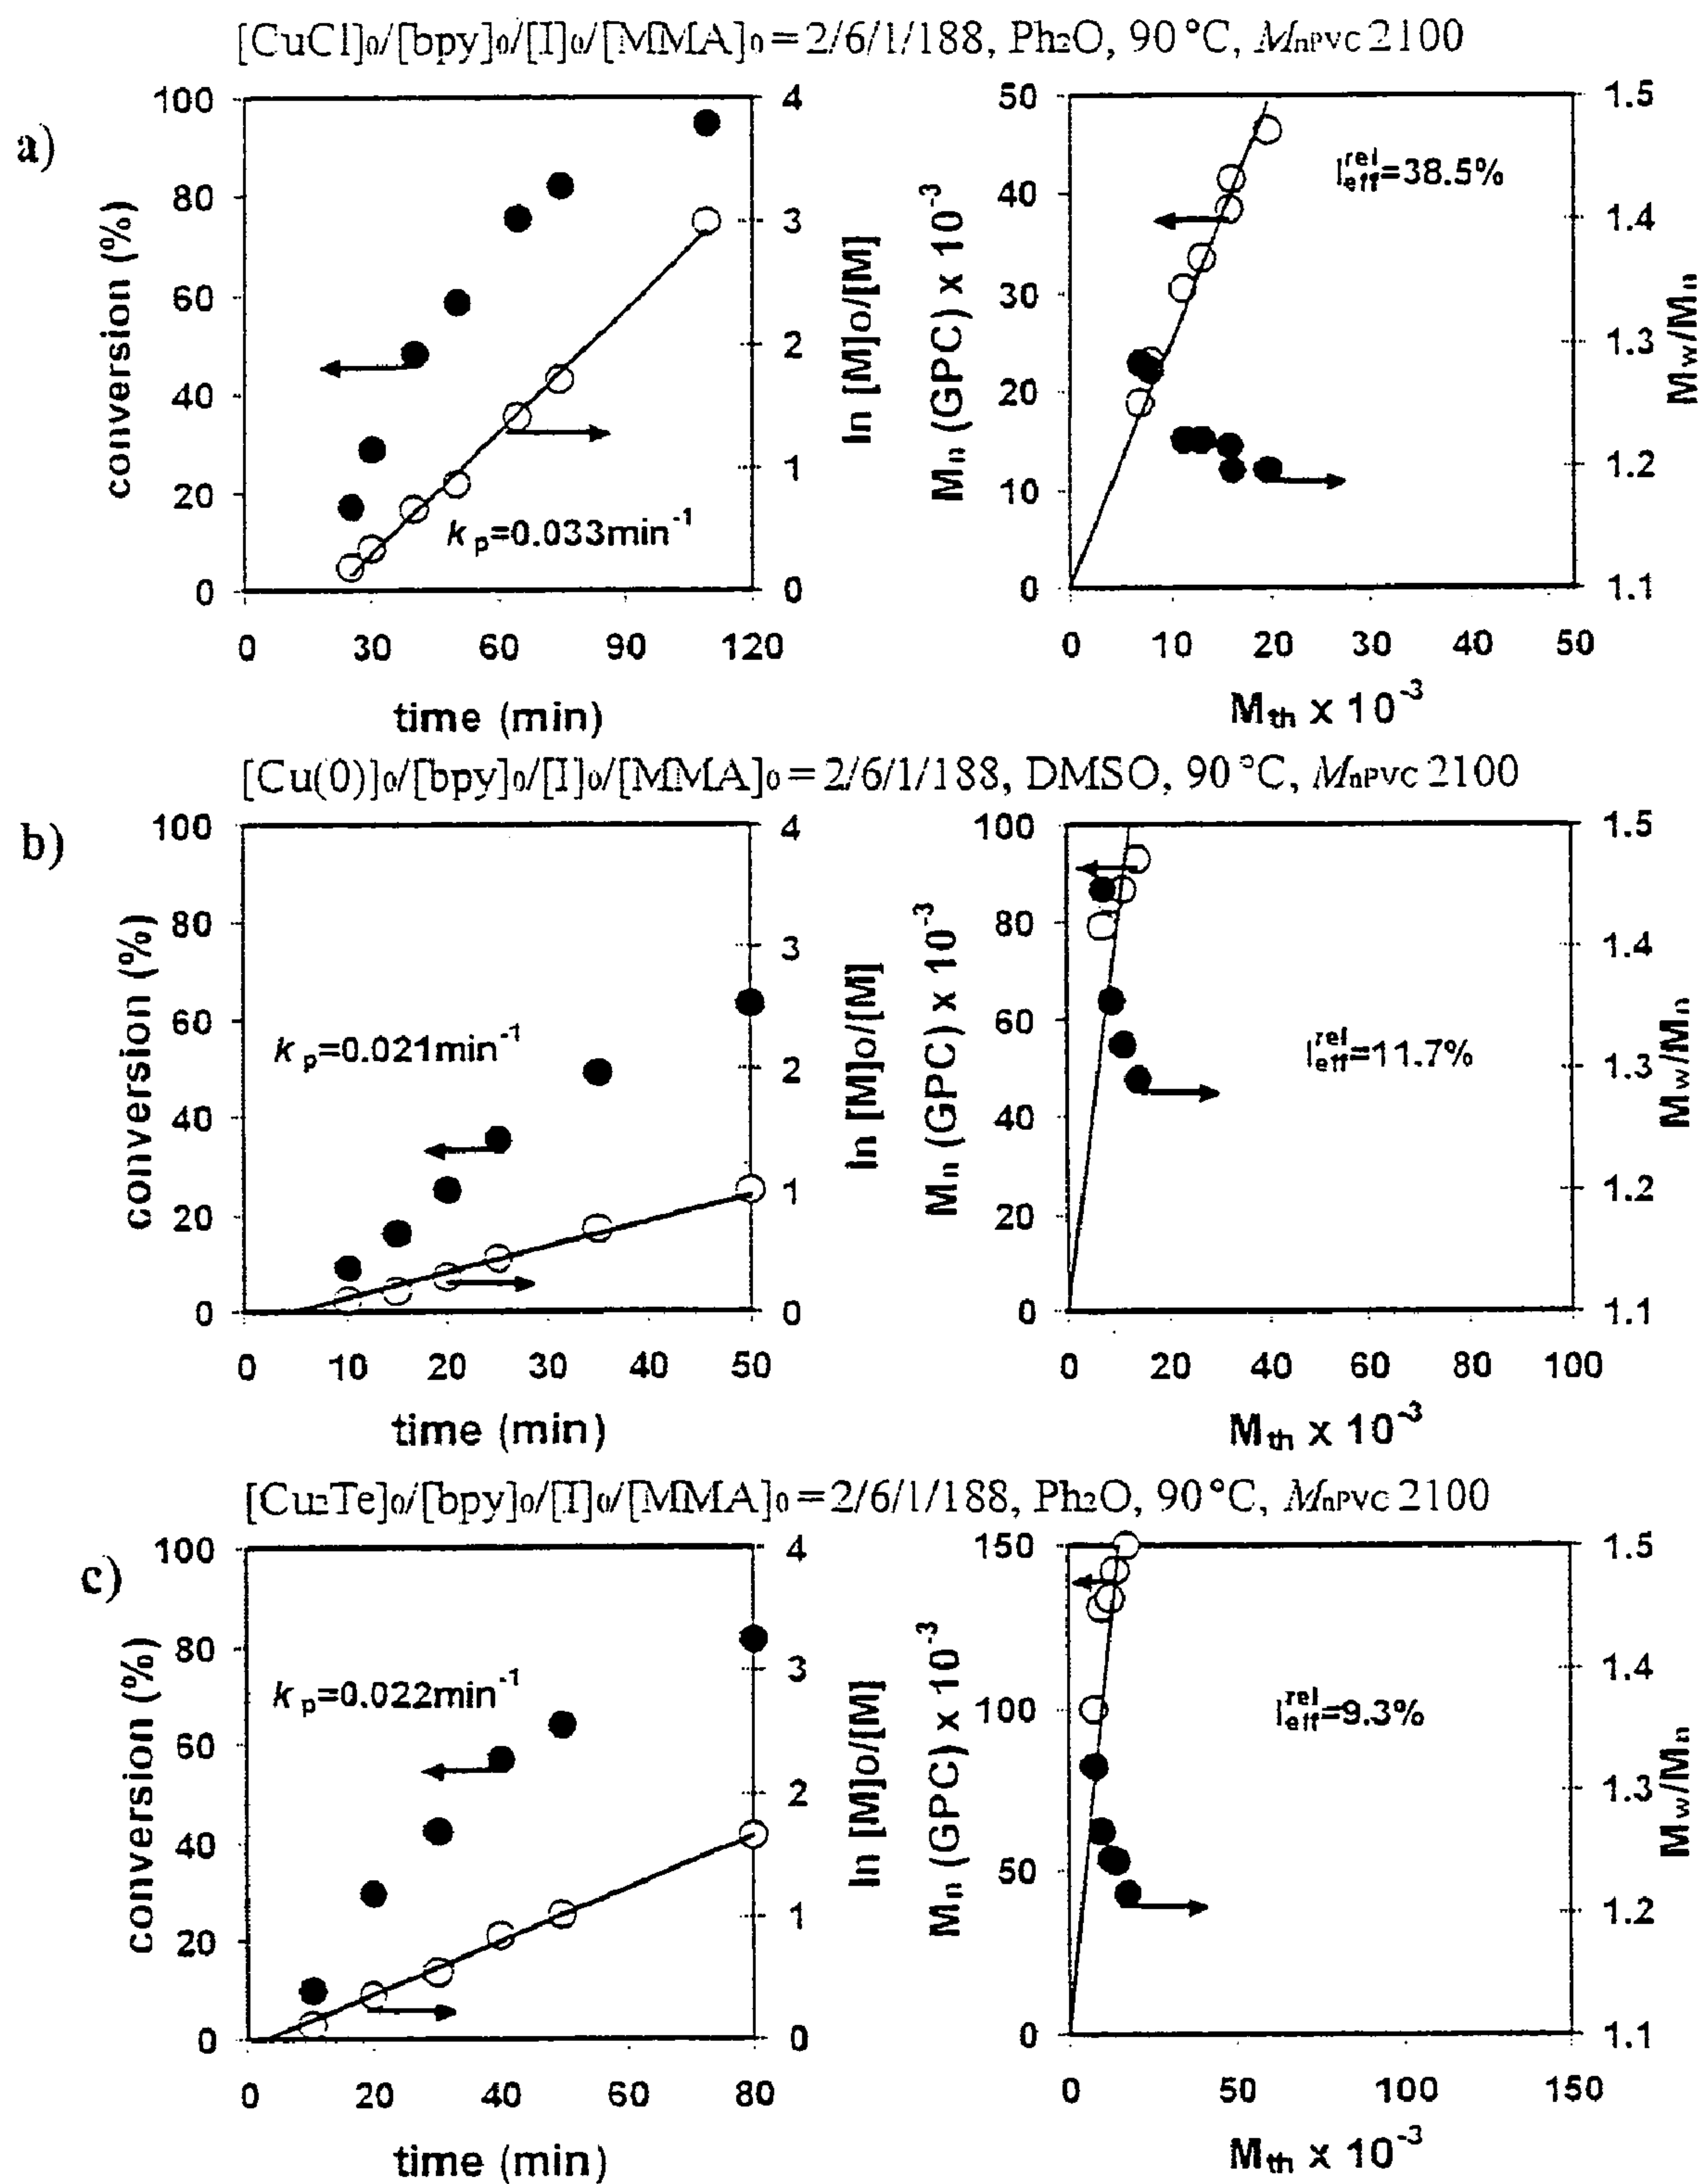 [CuCl]₀/[bpy]₀/[I]₀/[MMA]₀ = 2/6/1/188, Ph₂O, 90 °C, MnPVC 2100
a)
100
80
60
40
20
0
conversion (%)
4
3
2
1
0
ln [M]o/[M]
kp=0.033min⁻¹
0 30 60 90 120
time (min)
50
40
30
20
10
0
Mn (GPC) x 10⁻³
1.5
1.4
1.3
1.2
1.1
Mw/Mn
I rel eff=38.5%
0 10 20 30 40 50
Mth x 10⁻³
[Cu(0)]₀/[bpy]₀/[I]₀/[MMA]₀ = 2/6/1/188, DMSO, 90 °C, MnPVC 2100
b)
100
80
60
40
20
0
conversion (%)
4
3
2
1
0
ln [M]o/[M]
kp=0.021min⁻¹
0 10 20 30 40 50
time (min)
100
80
60
40
20
0
Mn (GPC) x 10⁻³
1.5
1.4
1.3
1.2
1.1
Mw/Mn
I rel eff=11.7%
0 20 40 60 80 100
Mth x 10⁻³
[Cu₂Te]₀/[bpy]₀/[I]₀/[MMA]₀ = 2/6/1/188, Ph₂O, 90 °C, MnPVC 2100
c)
100
80
60
40
20
0
conversion (%)
4
3
2
1
0
ln [M]o/[M]
kp=0.022min⁻¹
0 20 40 60 80
time (min)
150
100
50
0
Mn (GPC) x 10⁻³
1.5
1.4
1.3
1.2
1.1
Mw/Mn
I rel eff=9.3%
0 50 100 150
Mth x 10⁻³